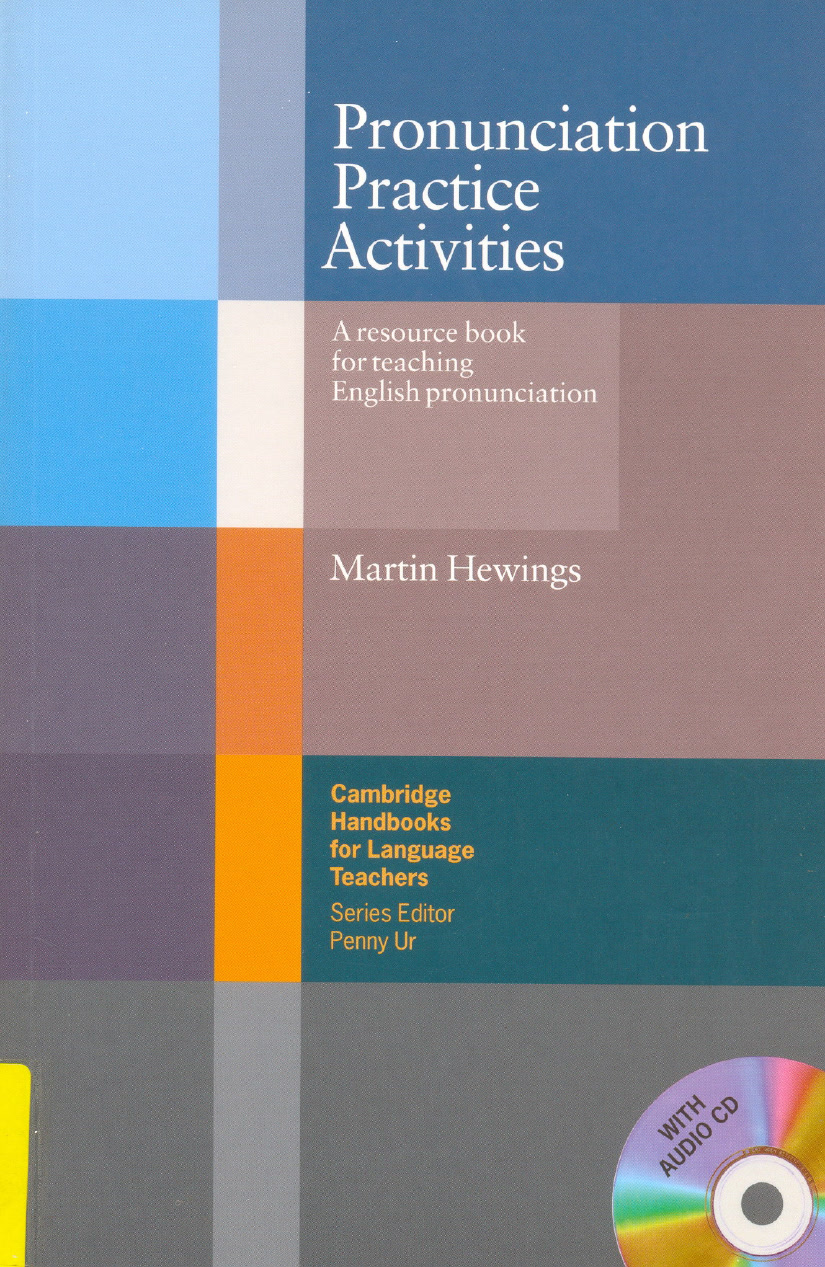 Pronunciation
Practice
Activities
A resource book
for teaching
English pronunciation
Martin Hewings
Cambridge
Handbooks
for Language
Teachers
Series Editor
Penny Ur
WITH
AUDIO CD